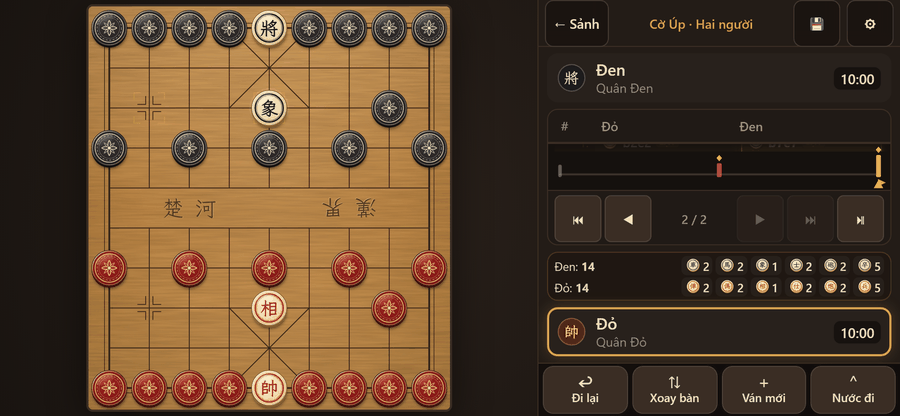 將
象
楚 河
漢 界
相
帥
← Sảnh
Cờ Úp · Hai người
將
Đen
Quân Đen
10:00
# Đỏ Đen
2 / 2
Đen: 14
2 2 1 2 2 5
Đỏ: 14
2 2 1 2 2 5
帥
Đỏ
Quân Đỏ
10:00
Đi lại
Xoay bàn
Ván mới
Nước đi